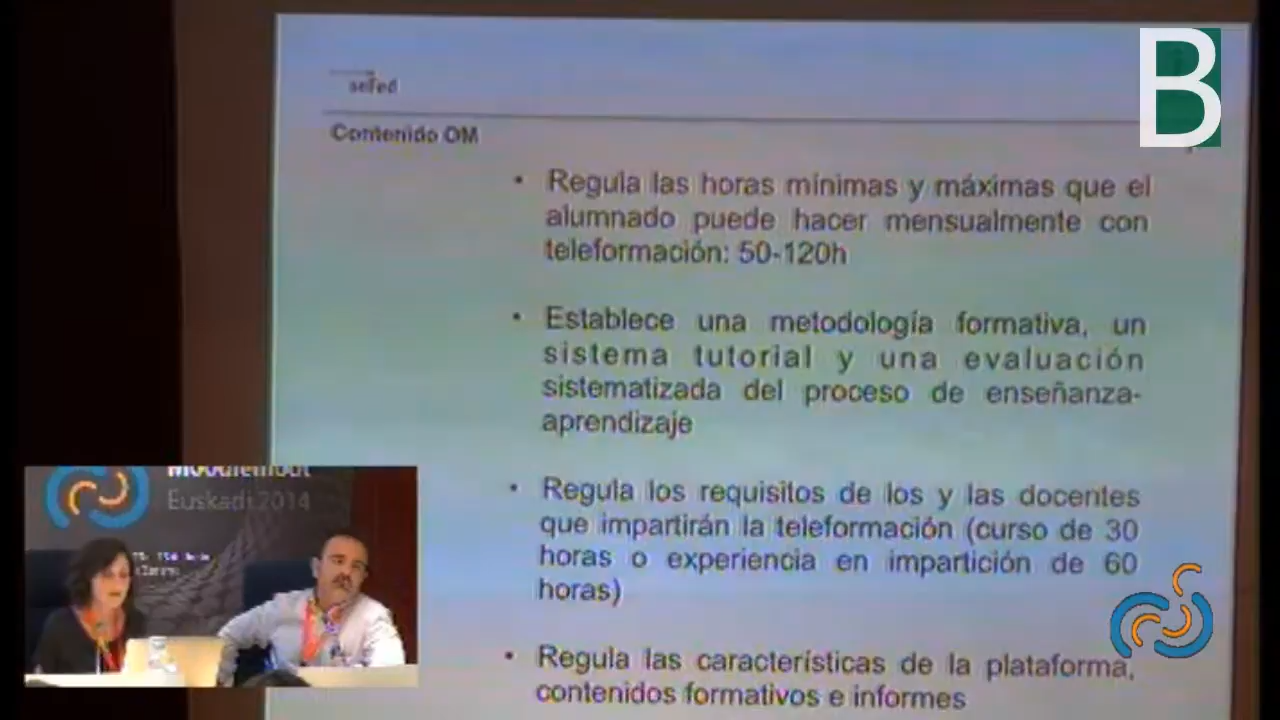 B
sefed
Contenido OM
• Regula las horas mínimas y máximas que el
alumnado puede hacer mensualmente con
teleformación: 50-120h
• Establece una metodología formativa, un
sistema tutorial y una evaluación
sistematizada del proceso de enseñanza-
aprendizaje
• Regula los requisitos de los y las docentes
que impartirán la teleformación (curso de 30
horas o experiencia en impartición de 60
horas)
• Regula las características de la plataforma,
contenidos formativos e informes
Moodlemoot
Euskadi 2014